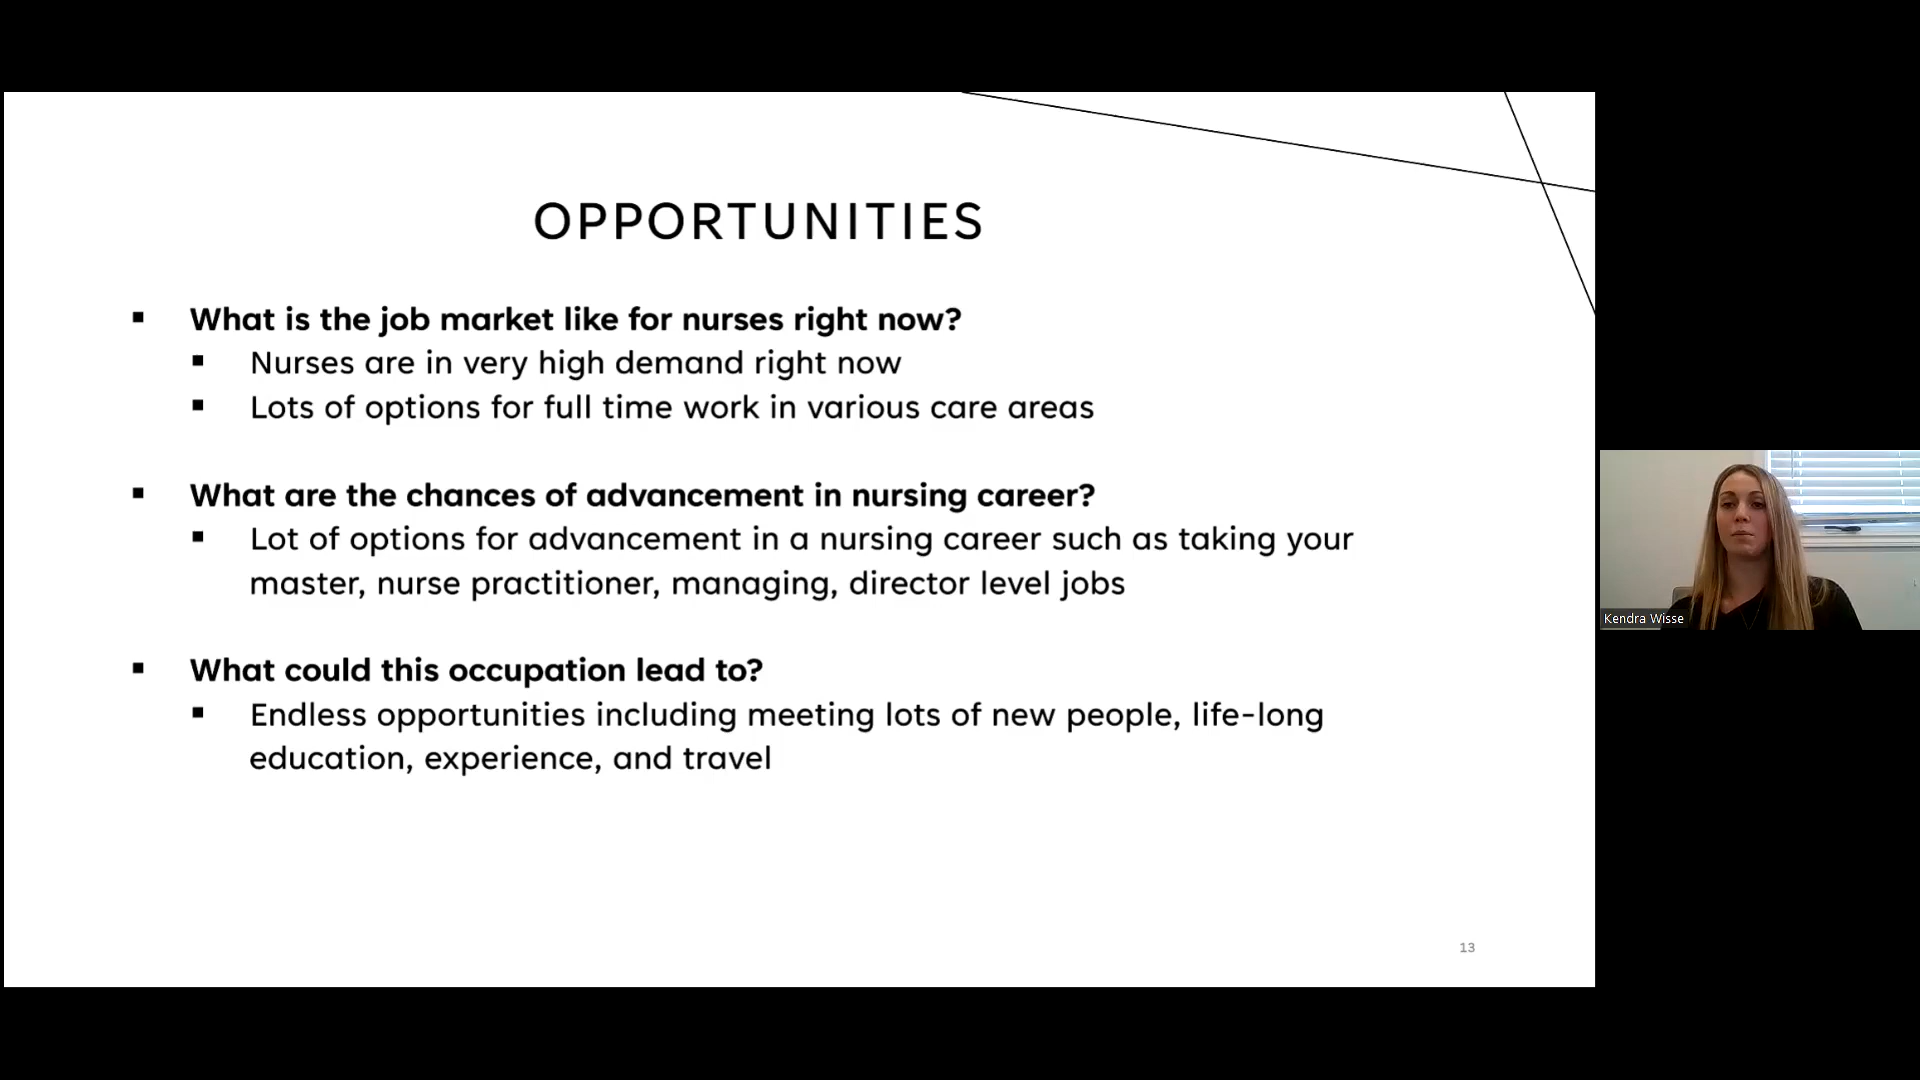 OPPORTUNITIES
▪ What is the job market like for nurses right now?
▪ Nurses are in very high demand right now
▪ Lots of options for full time work in various care areas
▪ What are the chances of advancement in nursing career?
▪ Lot of options for advancement in a nursing career such as taking your
master, nurse practitioner, managing, director level jobs
▪ What could this occupation lead to?
▪ Endless opportunities including meeting lots of new people, life-long
education, experience, and travel
13
Kendra Wisse